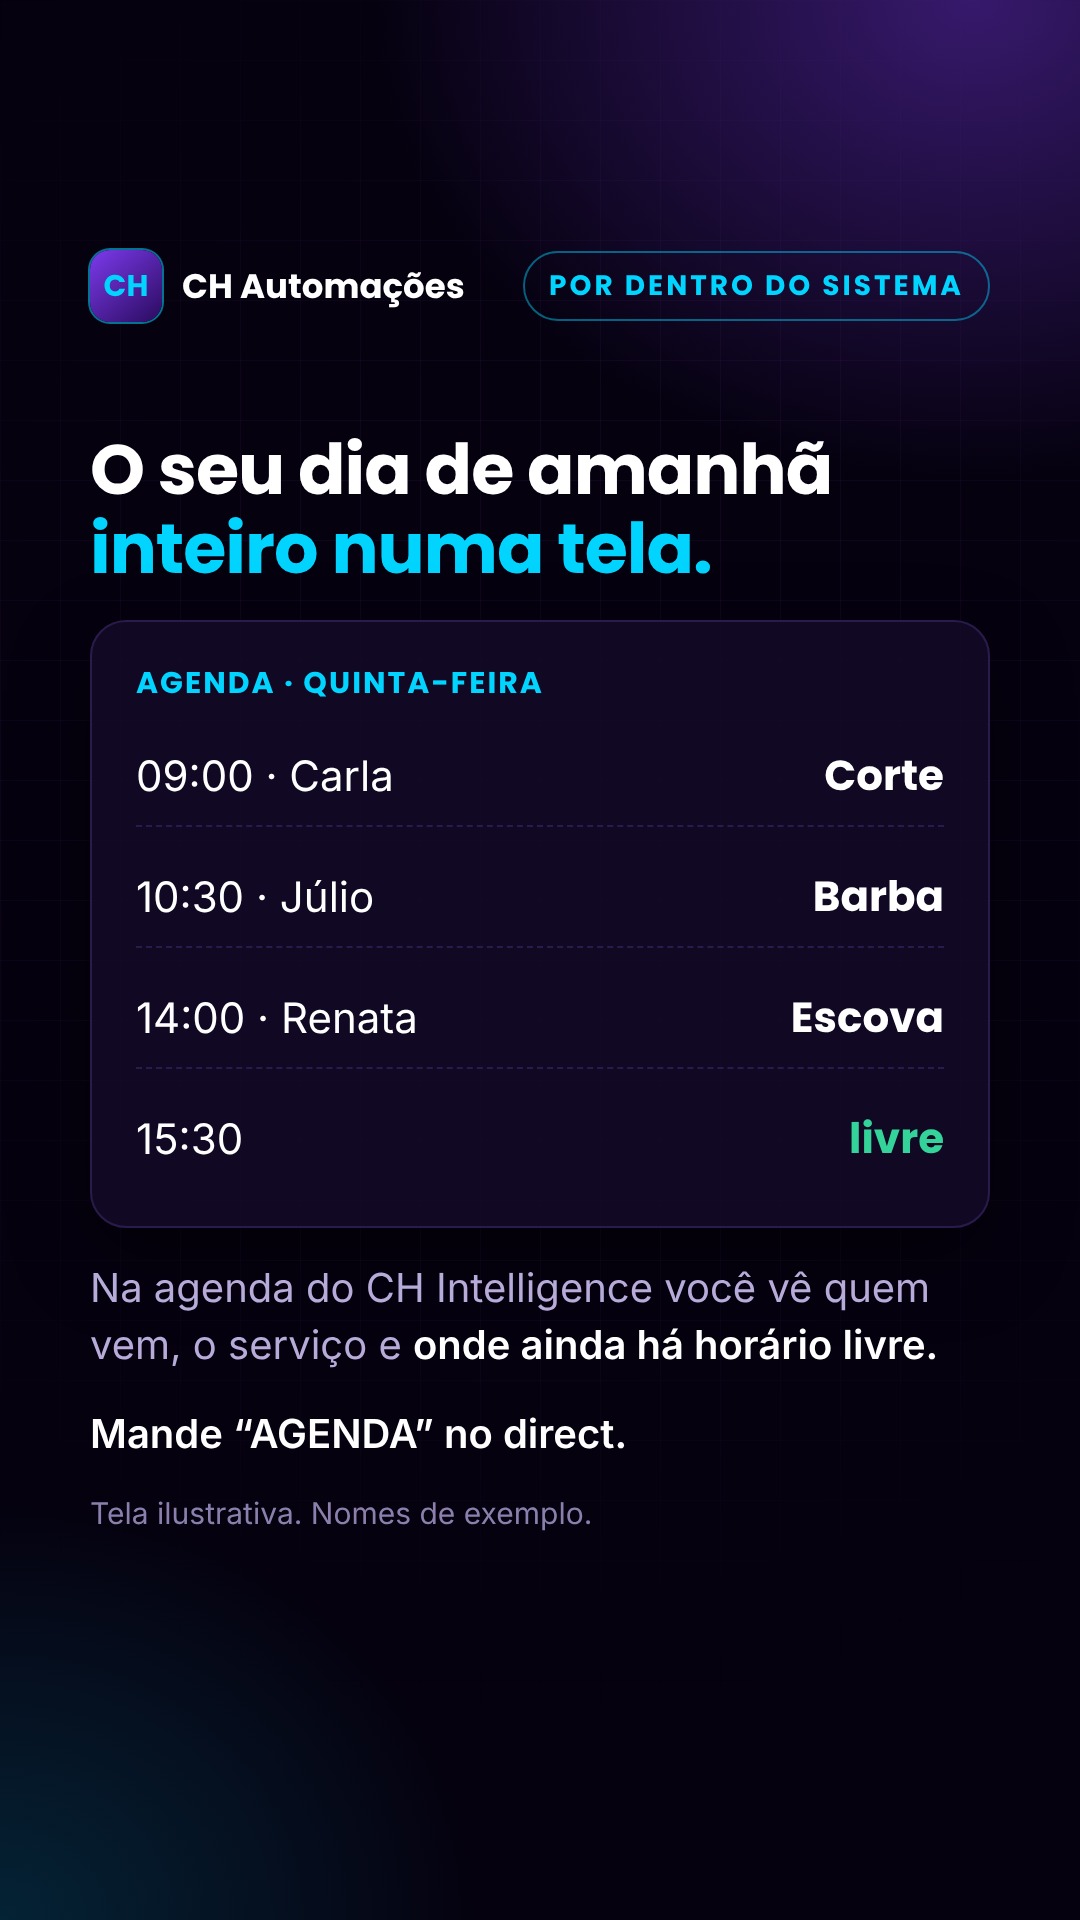 CH CH Automações POR DENTRO DO SISTEMA
O seu dia de amanhã
inteiro numa tela.
AGENDA · QUINTA-FEIRA
09:00 · Carla Corte
10:30 · Júlio Barba
14:00 · Renata Escova
15:30 livre
Na agenda do CH Intelligence você vê quem
vem, o serviço e onde ainda há horário livre.
Mande “AGENDA” no direct.
Tela ilustrativa. Nomes de exemplo.